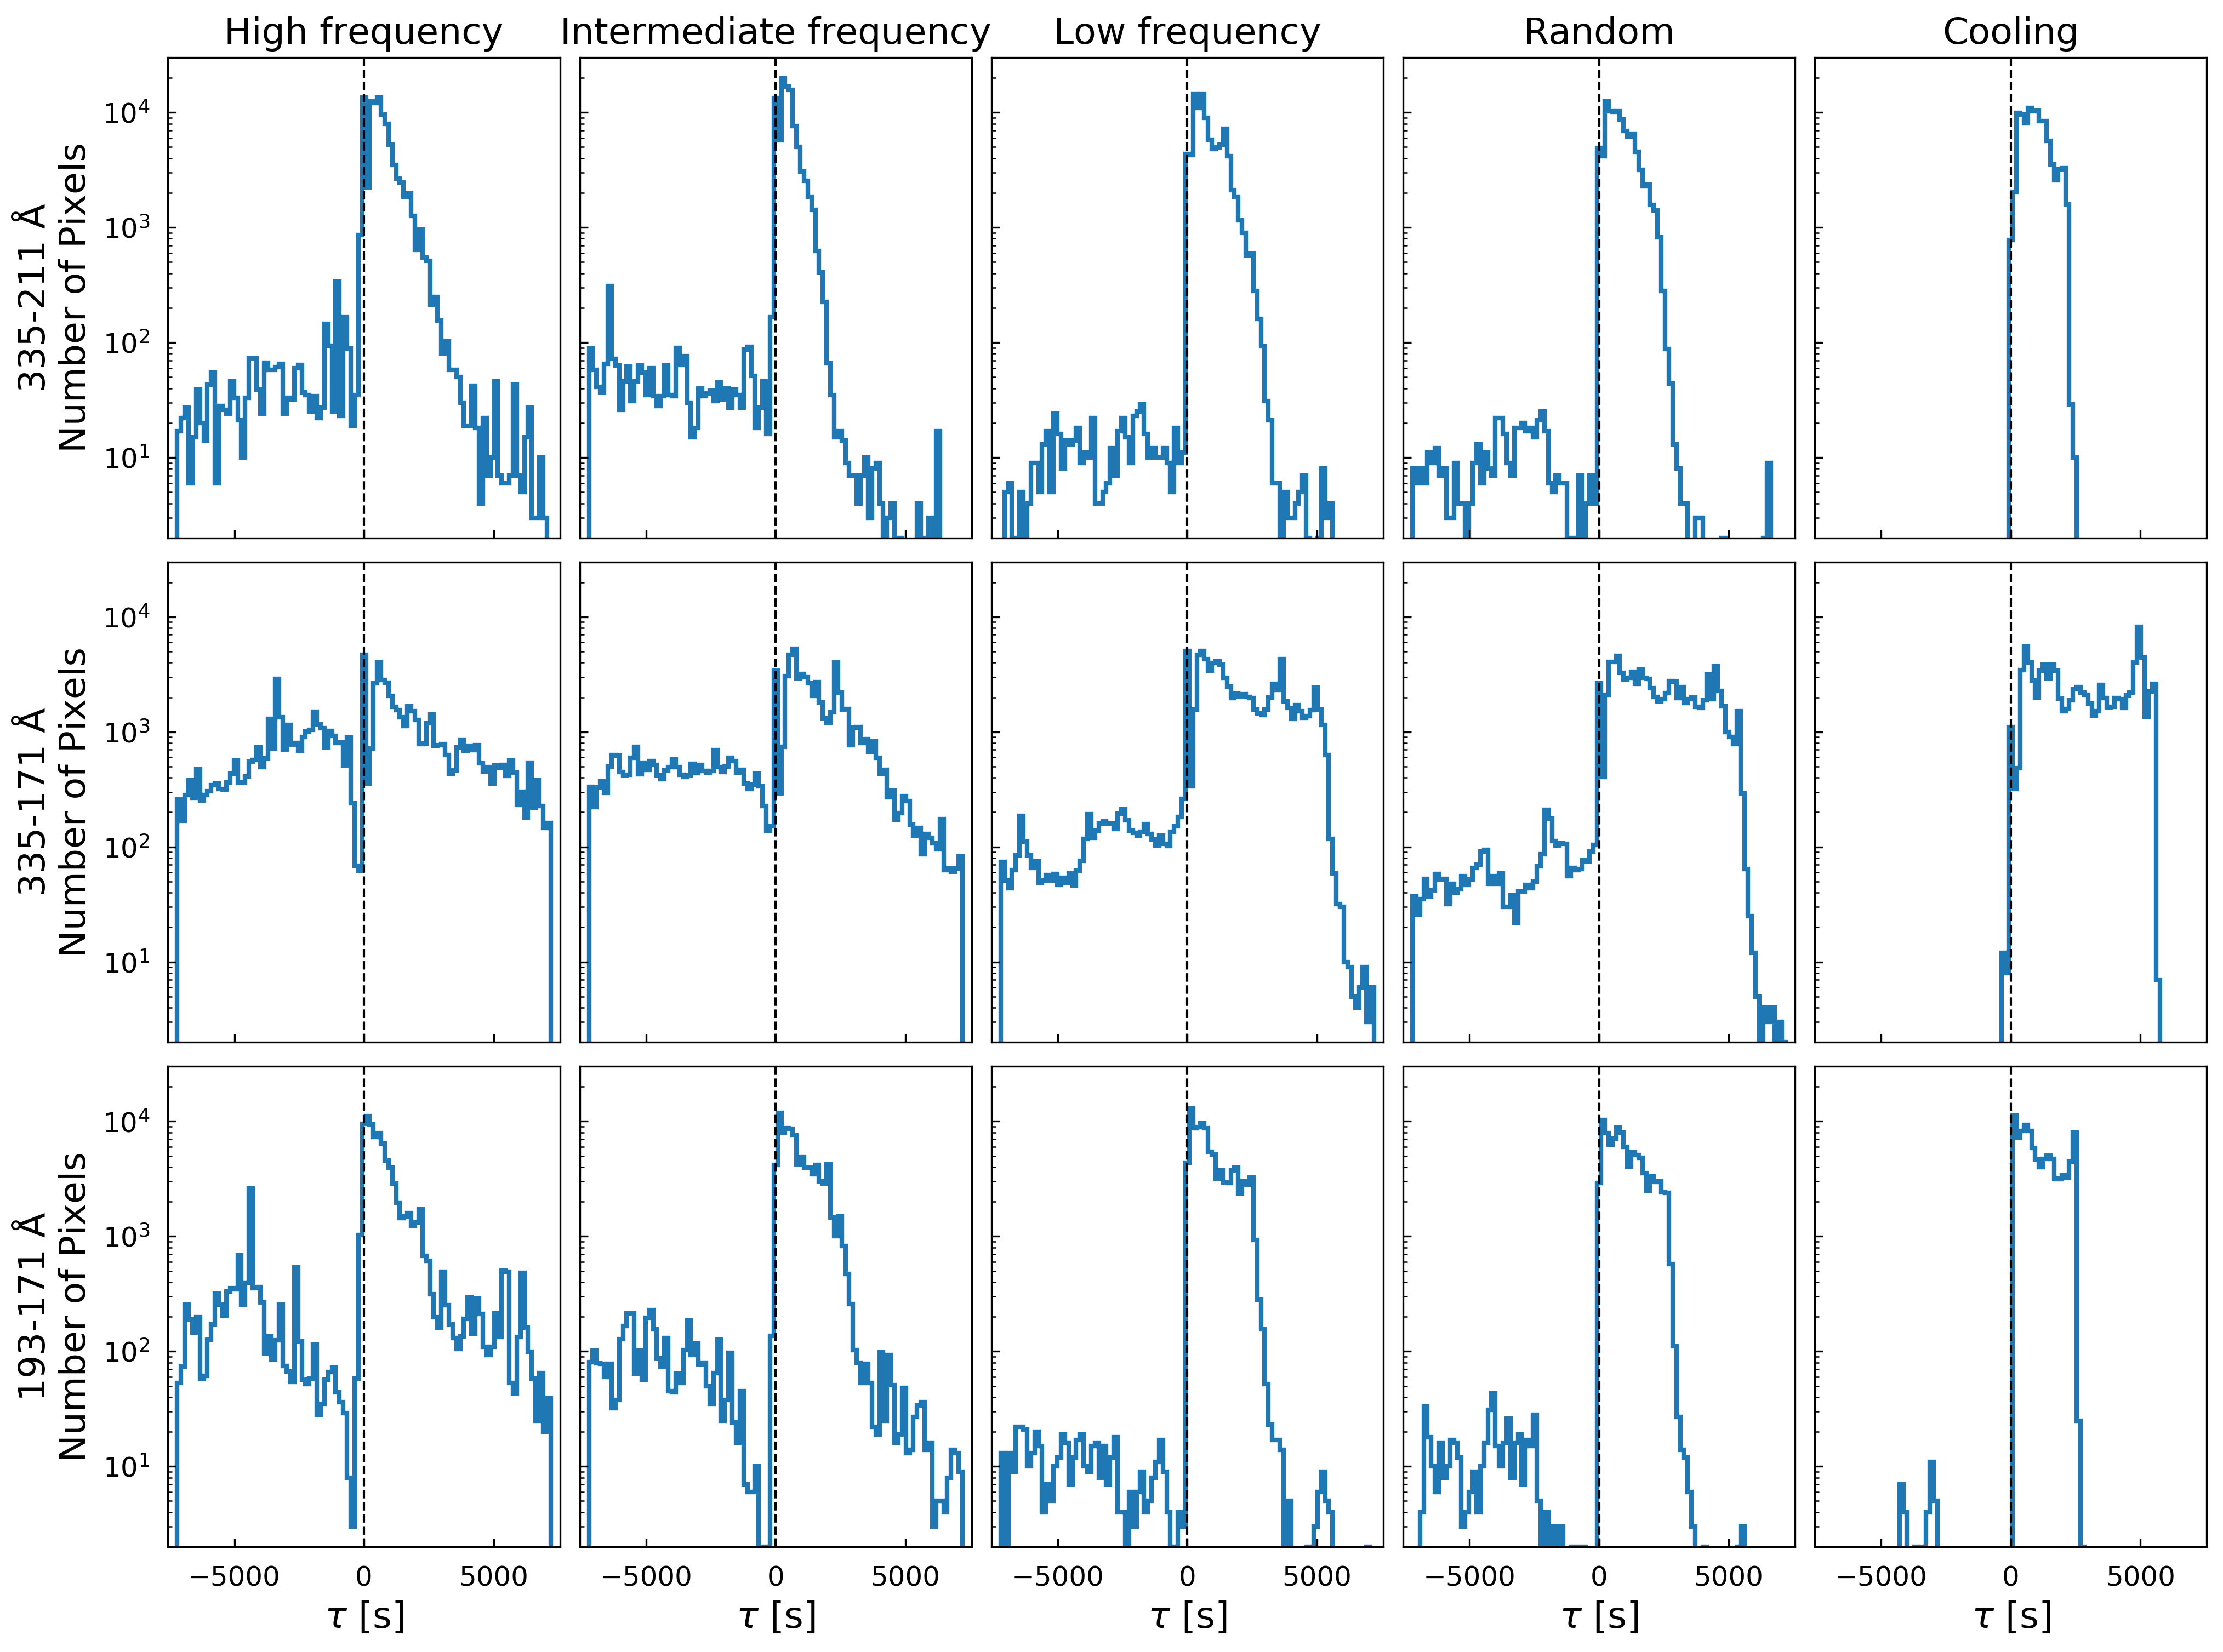 High frequency Intermediate frequency Low frequency Random Cooling
335-211 Å
Number of Pixels
10⁴
10³
10²
10¹
335-171 Å
Number of Pixels
10⁴
10³
10²
10¹
193-171 Å
Number of Pixels
10⁴
10³
10²
10¹
−5000 0 5000 −5000 0 5000 −5000 0 5000 −5000 0 5000 −5000 0 5000
τ [s] τ [s] τ [s] τ [s] τ [s]